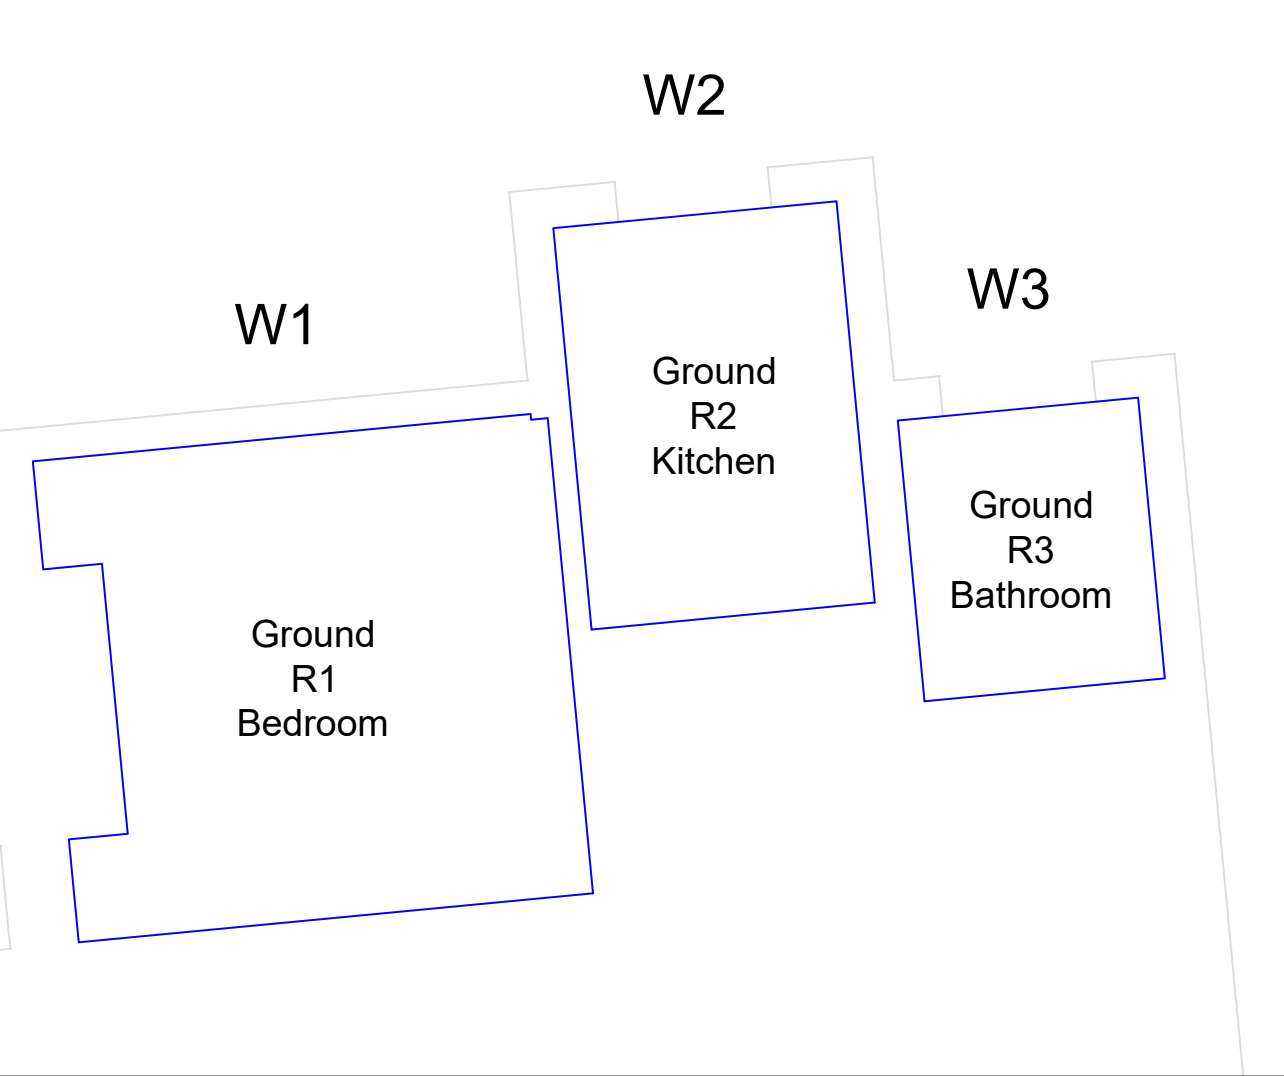 W2
W3
W1
Ground
R2
Kitchen
Ground
R3
Bathroom
Ground
R1
Bedroom